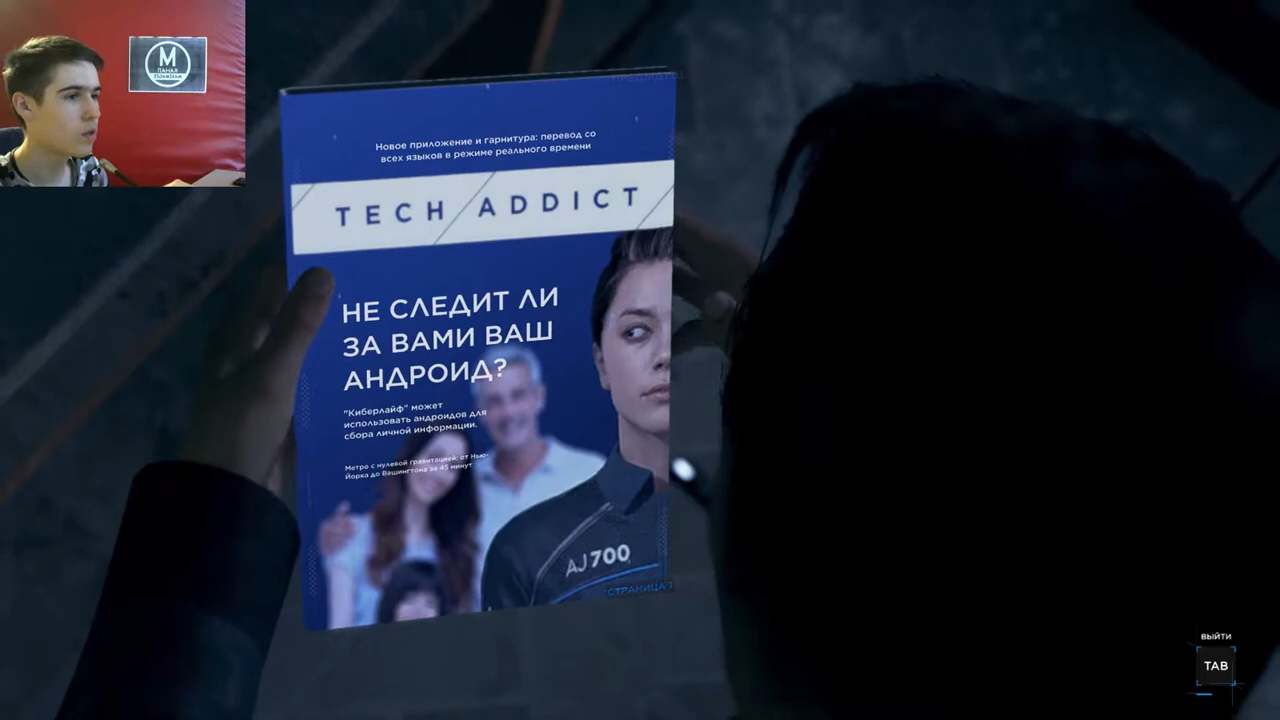 М
Новое приложение и гарнитура: перевод со
всех языков в режиме реального времени
TECH ADDICT
НЕ СЛЕДИТ ЛИ
ЗА ВАМИ ВАШ
АНДРОИД?
"Киберлайф" может
использовать андроидов для
сбора личной информации.
Метро с нулевой гравитацией: от Нью-
Йорка до Вашингтона за 45 минут
AJ700
СТРАНИЦА 1
ВЫЙТИ
TAB